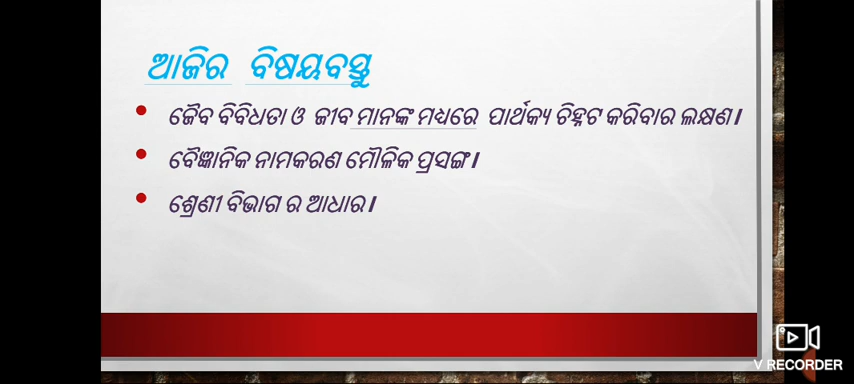 ଆଜିର ବିଷୟବସ୍ତୁ
ଜୈବ ବିବିଧତା ଓ ଜୀବ ମାନଙ୍କ ମଧ୍ୟରେ ପାର୍ଥକ୍ୟ ଚିହ୍ନଟ କରିବାର ଲକ୍ଷଣ।
ବୈଜ୍ଞାନିକ ନାମକରଣ ମୌଳିକ ପ୍ରସଙ୍ଗ।
ଶ୍ରେଣୀ ବିଭାଗ ର ଆଧାର।
V RECORDER